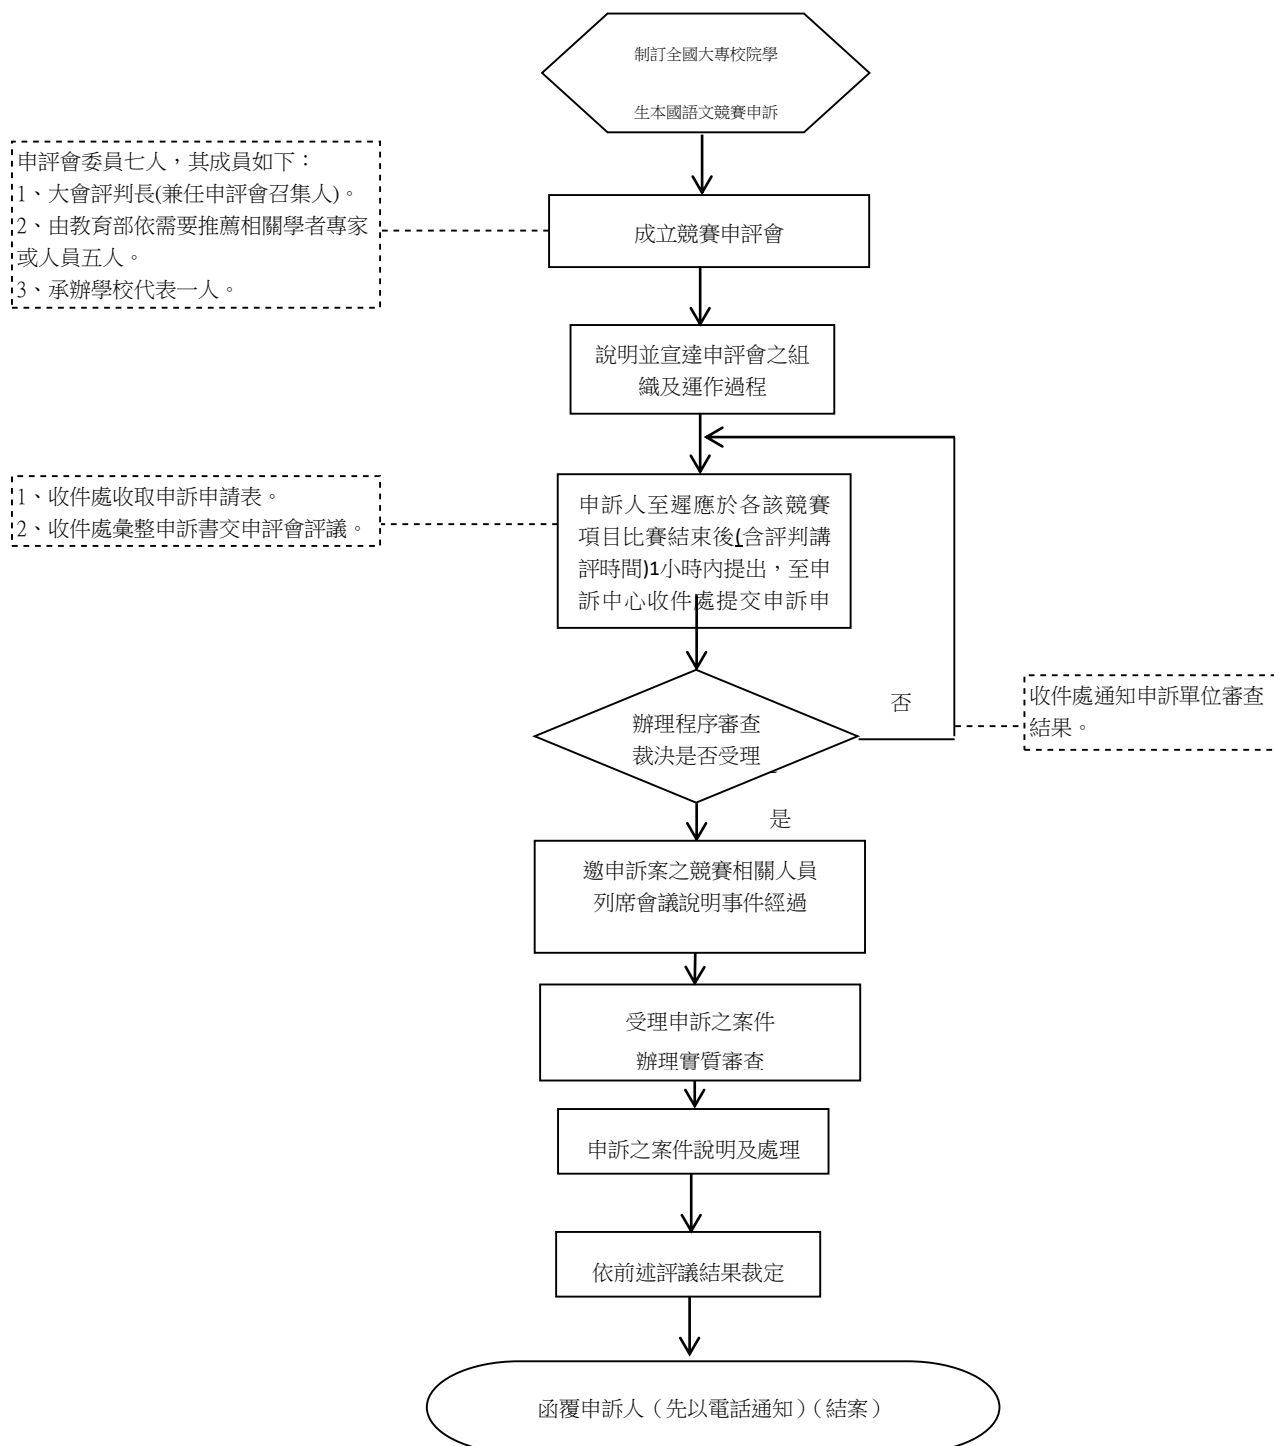 制訂全國大專校院學
生本國語文競賽申訴
申評會委員七人，其成員如下：
1、大會評判長(兼任申評會召集人)。
2、由教育部依需要推薦相關學者專家
或人員五人。
3、承辦學校代表一人。
成立競賽申評會
說明並宣達申評會之組
織及運作過程
1、收件處收取申訴申請表。
2、收件處彙整申訴書交申評會評議。
申訴人至遲應於各該競賽
項目比賽結束後(含評判講
評時間)1小時內提出，至申
訴中心收件處提交申訴申
辦理程序審查
裁決是否受理
否
收件處通知申訴單位審查
結果。
是
邀申訴案之競賽相關人員
列席會議說明事件經過
受理申訴之案件
辦理實質審查
申訴之案件說明及處理
依前述評議結果裁定
函覆申訴人（先以電話通知）（結案）